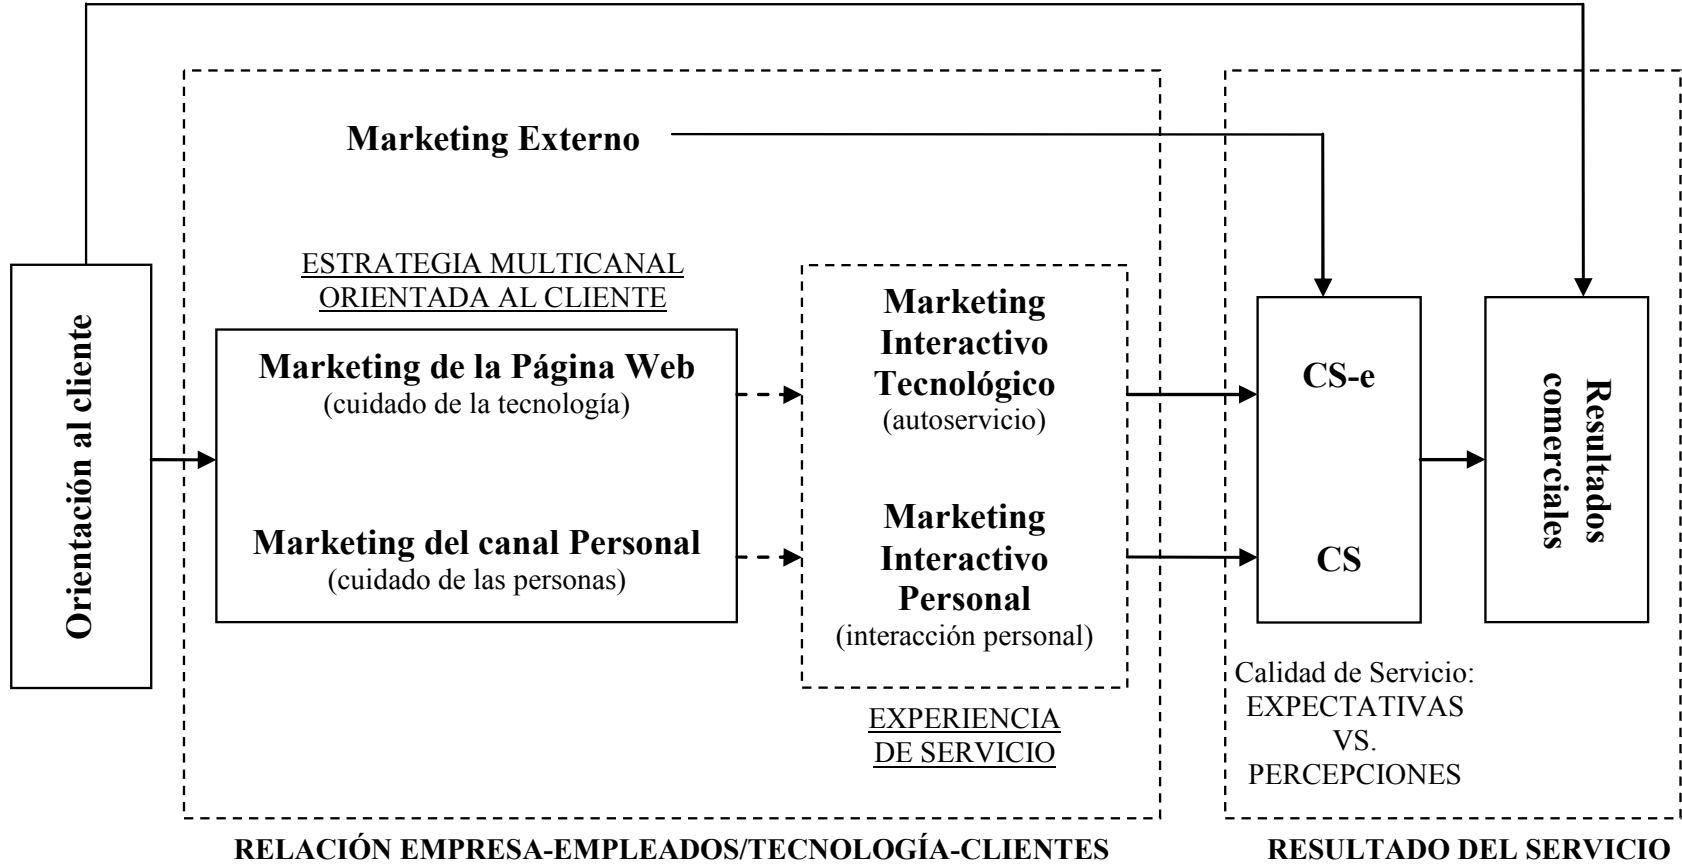 Marketing Externo
Orientación al cliente
ESTRATEGIA MULTICANAL
ORIENTADA AL CLIENTE
Marketing de la Página Web
(cuidado de la tecnología)
Marketing del canal Personal
(cuidado de las personas)
Marketing
Interactivo
Tecnológico
(autoservicio)
Marketing
Interactivo
Personal
(interacción personal)
EXPERIENCIA
DE SERVICIO
CS-e
CS
Calidad de Servicio:
EXPECTATIVAS
VS.
PERCEPCIONES
Resultados
comerciales
RELACIÓN EMPRESA-EMPLEADOS/TECNOLOGÍA-CLIENTES
RESULTADO DEL SERVICIO